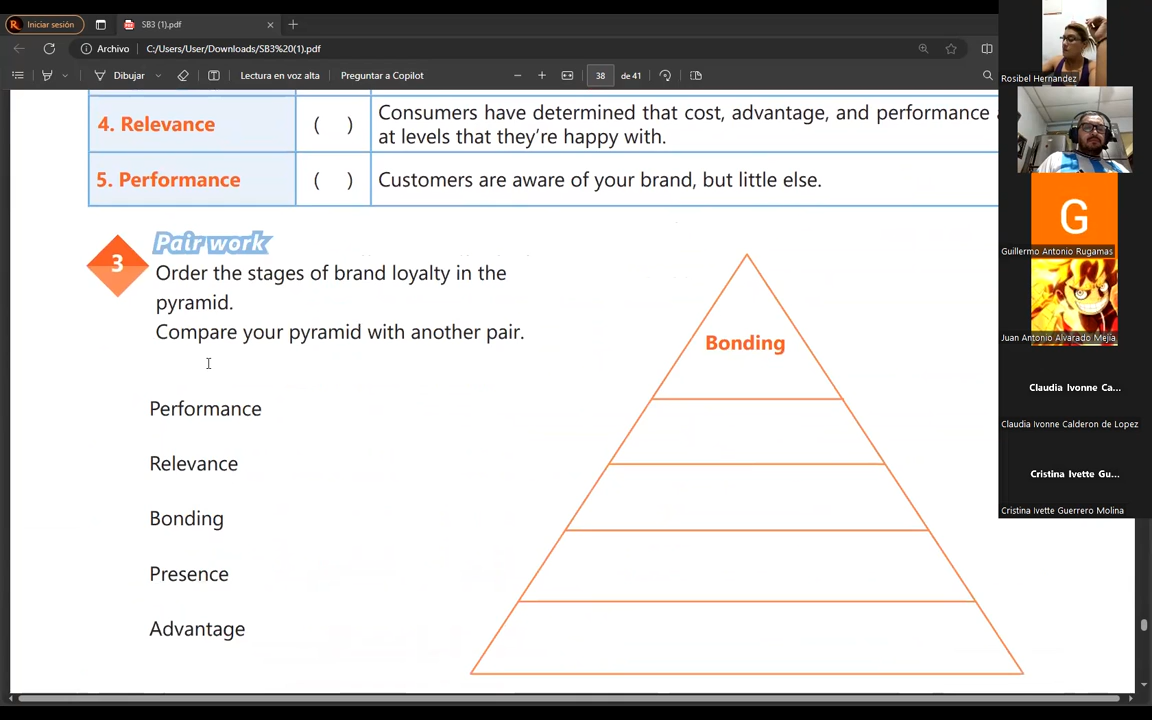 Iniciar sesión
SB3 (1).pdf
Archivo
C:/Users/User/Downloads/SB3%20(1).pdf
Dibujar
Lectura en voz alta
Preguntar a Copilot
38
de 41
4. Relevance
( )
Consumers have determined that cost, advantage, and performance
at levels that they're happy with.
5. Performance
( )
Customers are aware of your brand, but little else.
3
Pair work
Order the stages of brand loyalty in the
pyramid.
Compare your pyramid with another pair.
Performance
Relevance
Bonding
Presence
Advantage
Bonding
Rosibel Hernandez
G
Guillermo Antonio Rugamas
Juan Antonio Alvarado Mejía
Claudia Ivonne Ca...
Claudia Ivonne Calderon de Lopez
Cristina Ivette Gu...
Cristina Ivette Guerrero Molina